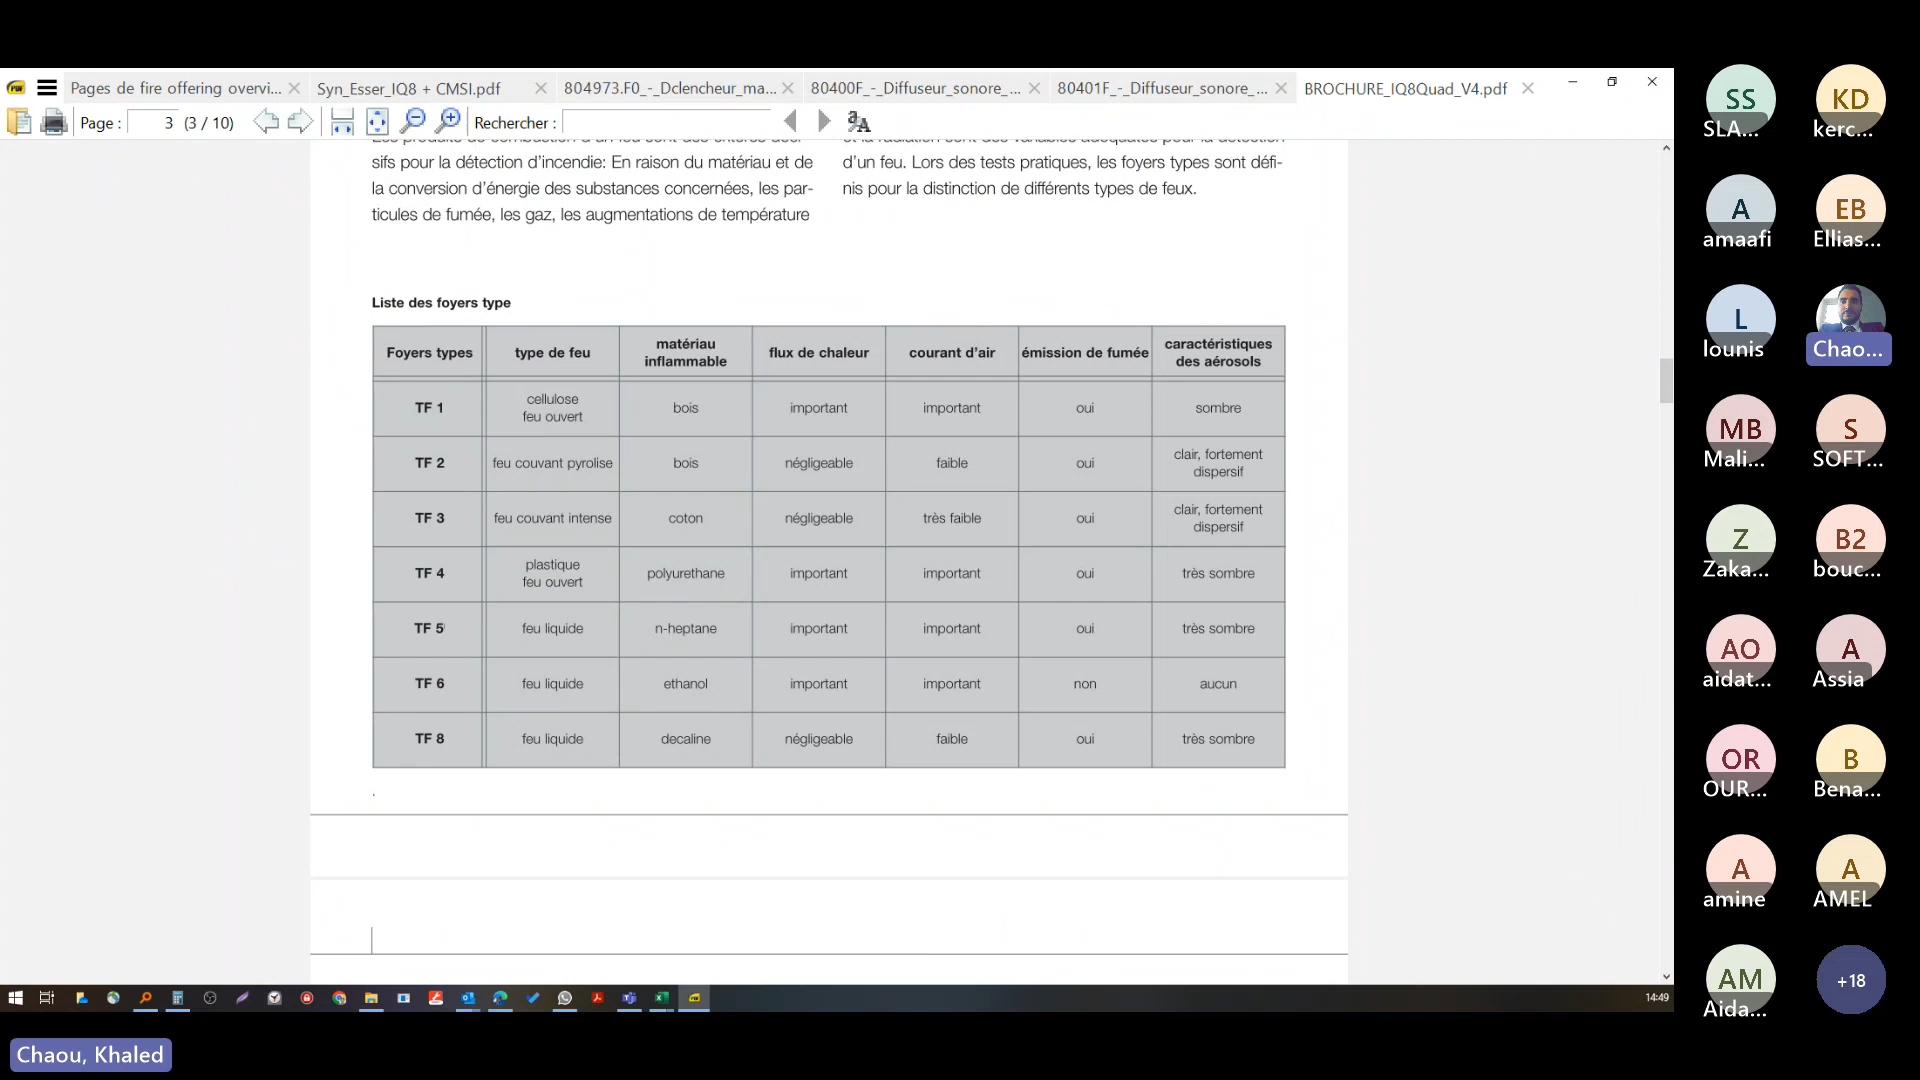 Pages de fire offering overvi...
Syn_Esser_IQ8 + CMSI.pdf
804973.F0_-_Dclencheur_ma...
80400F_-_Diffuseur_sonore_...
80401F_-_Diffuseur_sonore_...
BROCHURE_IQ8Quad_V4.pdf
Page : 3 (3 / 10)
Rechercher :
sifs pour la détection d'incendie: En raison du matériau et de
la conversion d'énergie des substances concernées, les par-
ticules de fumée, les gaz, les augmentations de température
d'un feu. Lors des tests pratiques, les foyers types sont défi-
nis pour la distinction de différents types de feux.
Liste des foyers type
Foyers types type de feu matériau inflammable flux de chaleur courant d'air émission de fumée caractéristiques des aérosols
TF 1 cellulose feu ouvert bois important important oui sombre
TF 2 feu couvant pyrolise bois négligeable faible oui clair, fortement dispersif
TF 3 feu couvant intense coton négligeable très faible oui clair, fortement dispersif
TF 4 plastique feu ouvert polyurethane important important oui très sombre
TF 5 feu liquide n-heptane important important oui très sombre
TF 6 feu liquide ethanol important important non aucun
TF 8 feu liquide decaline négligeable faible oui très sombre
14:49
Chaou, Khaled
SS
SLA...
KD
kerc...
A
amaafi
EB
Ellias...
L
lounis
Chao...
MB
Mali...
S
SOFT...
Z
Zaka...
B2
bouc...
AO
aidat...
A
Assia
OR
OUR...
B
Bena...
A
amine
A
AMEL
AM
Aida...
+18